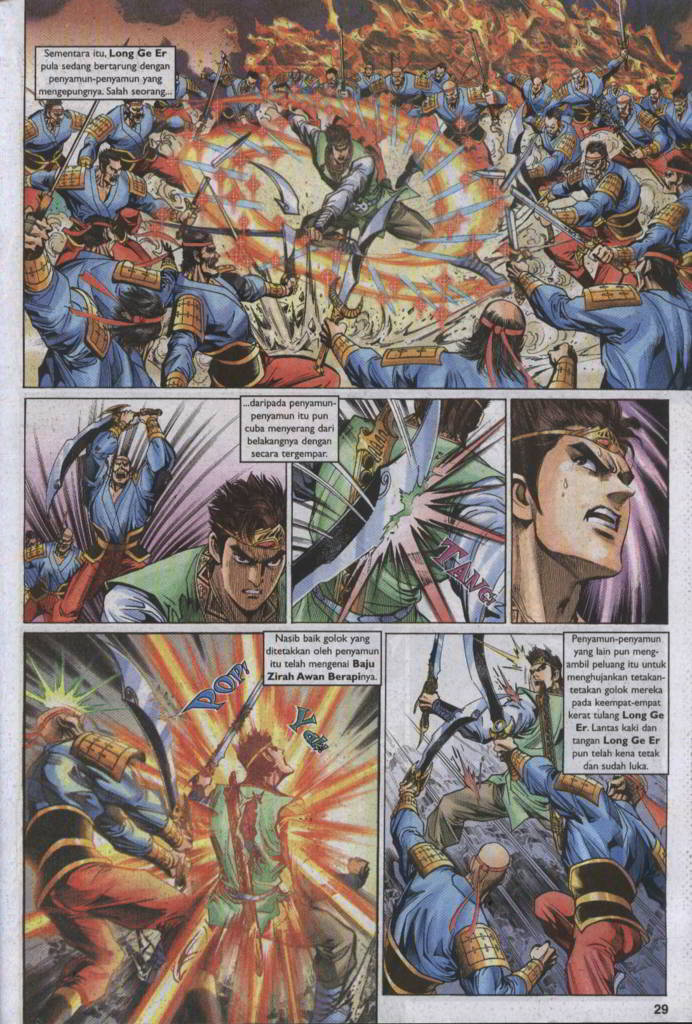 Sementara itu, Long Ge Er
pula sedang bertarung dengan
penyamun-penyamun yang
mengepungnya. Salah seorang...
...daripada penyamun-
penyamun itu pun
cuba menyerang dari
belakangnya dengan
secara tergempar.
TANG!
Nasib baik golok yang
ditetakkan oleh penyamun
itu telah mengenai Baju
Zirah Awan Berapinya.
POP!
Penyamun-penyamun
yang lain pun meng-
ambil peluang itu untuk
menghujankan tetakan-
tetakan golok mereka
pada keempat-empat
kerat tulang Long Ge
Er. Lantas kaki dan
tangan Long Ge Er
pun telah kena tetak
dan sudah luka.
29